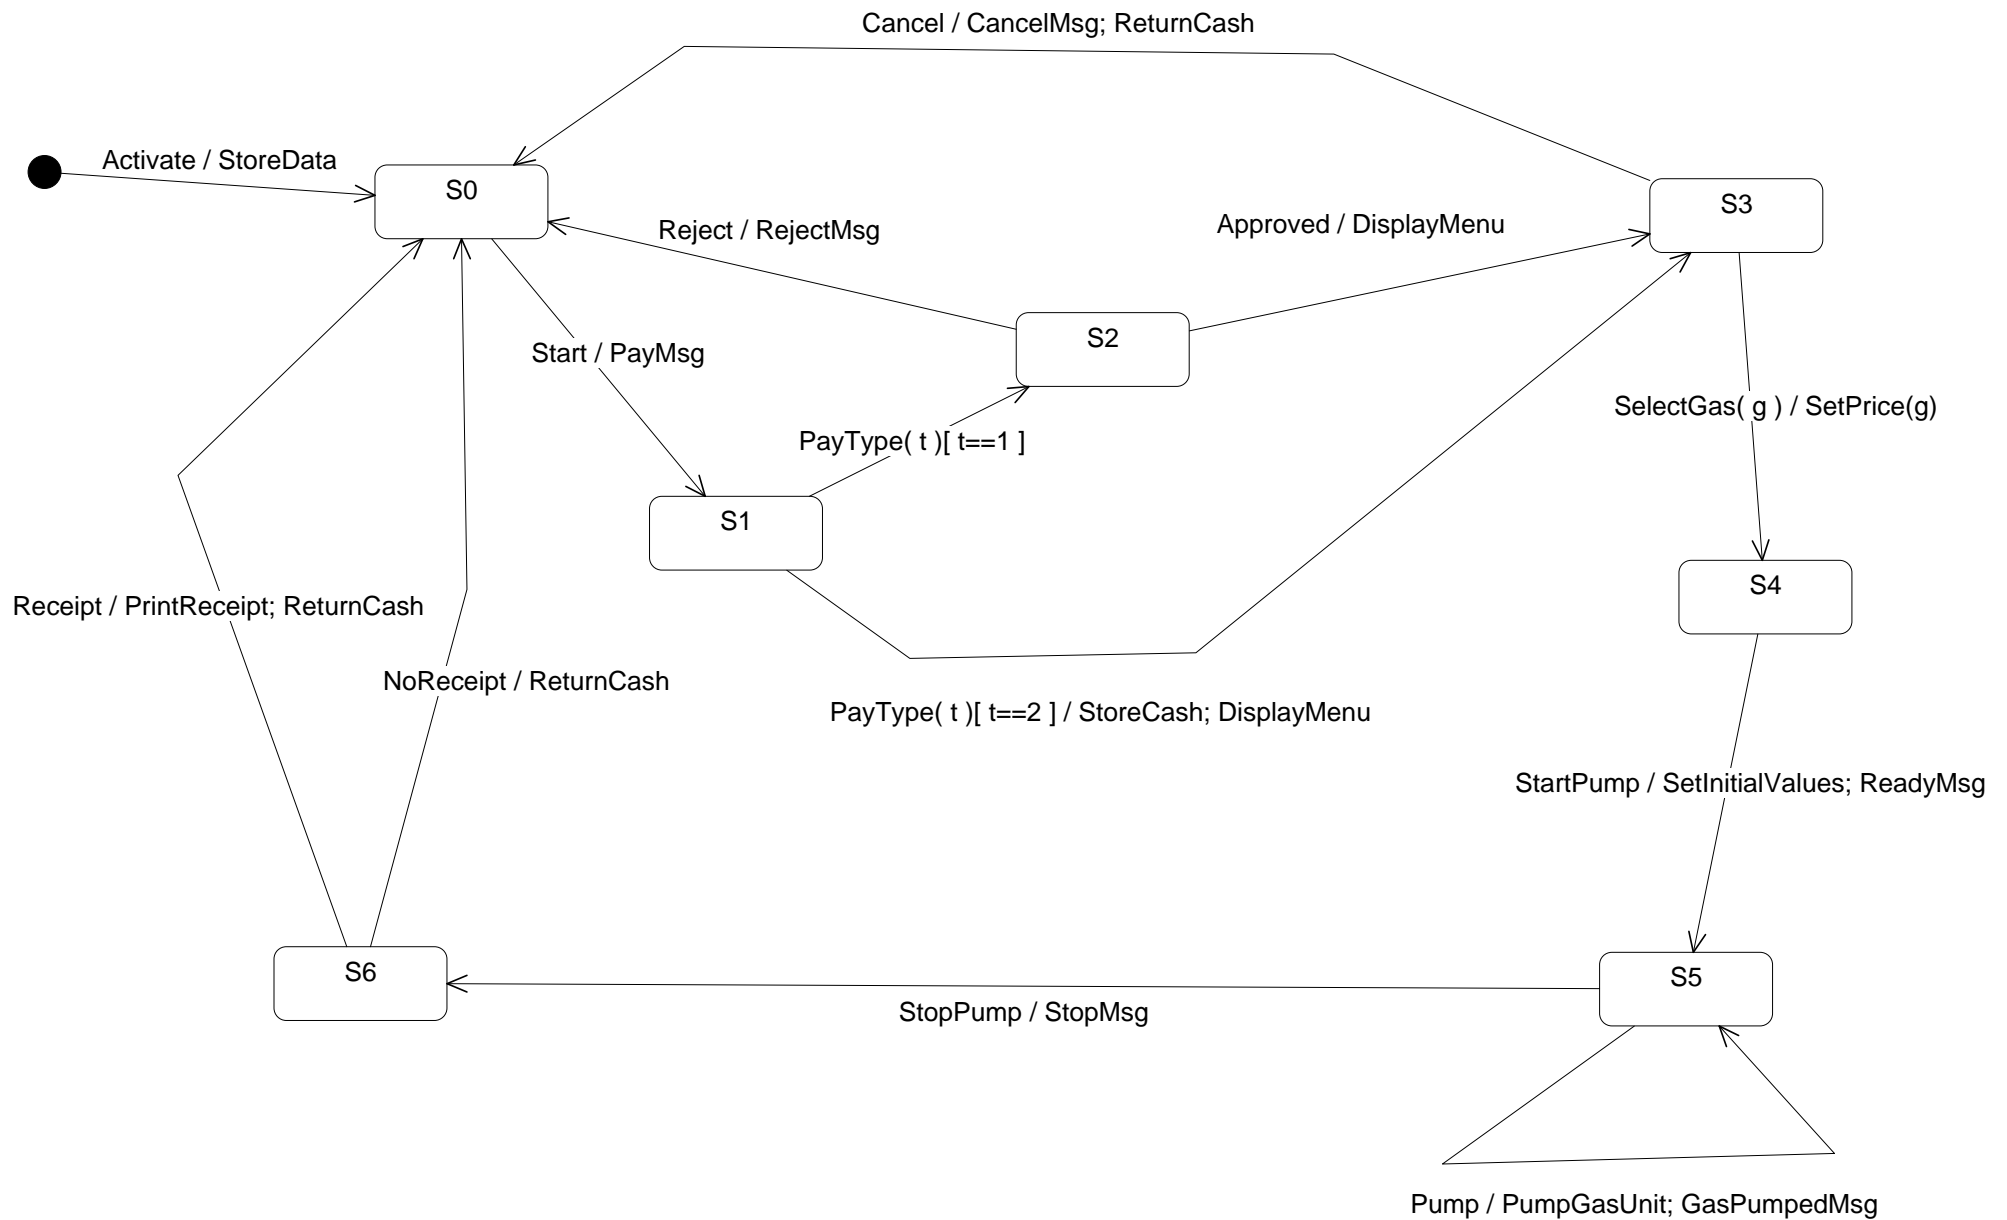 Cancel / CancelMsg; ReturnCash
Activate / StoreData
S0
S3
Reject / RejectMsg
Approved / DisplayMenu
S2
Start / PayMsg
SelectGas( g ) / SetPrice(g)
PayType( t )[ t==1 ]
S1
S4
Receipt / PrintReceipt; ReturnCash
NoReceipt / ReturnCash
PayType( t )[ t==2 ] / StoreCash; DisplayMenu
StartPump / SetInitialValues; ReadyMsg
S6
S5
StopPump / StopMsg
Pump / PumpGasUnit; GasPumpedMsg